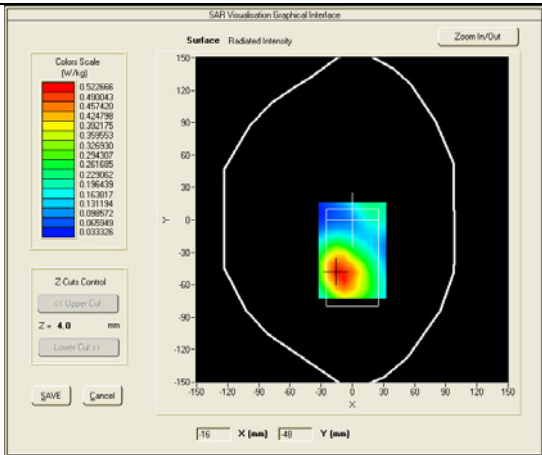 SAR Visualisation Graphical Interface
Surface Radiated Intensity
Zoom In/Out
Colors Scale
(W/kg)
0.522666
0.490043
0.457420
0.424798
0.392175
0.359553
0.326930
0.294307
0.261685
0.229062
0.196439
0.163817
0.131194
0.098572
0.065949
0.033326
Z Cuts Control
<< Upper Cut
Z = 4.0 mm
Lower Cut >>
SAVE Cancel
150
120
90
60
30
0
-30
-60
-90
-120
-150
Y
-150 -120 -90 -60 -30 0 30 60 90 120 150
X
-16 X (mm) -48 Y (mm)